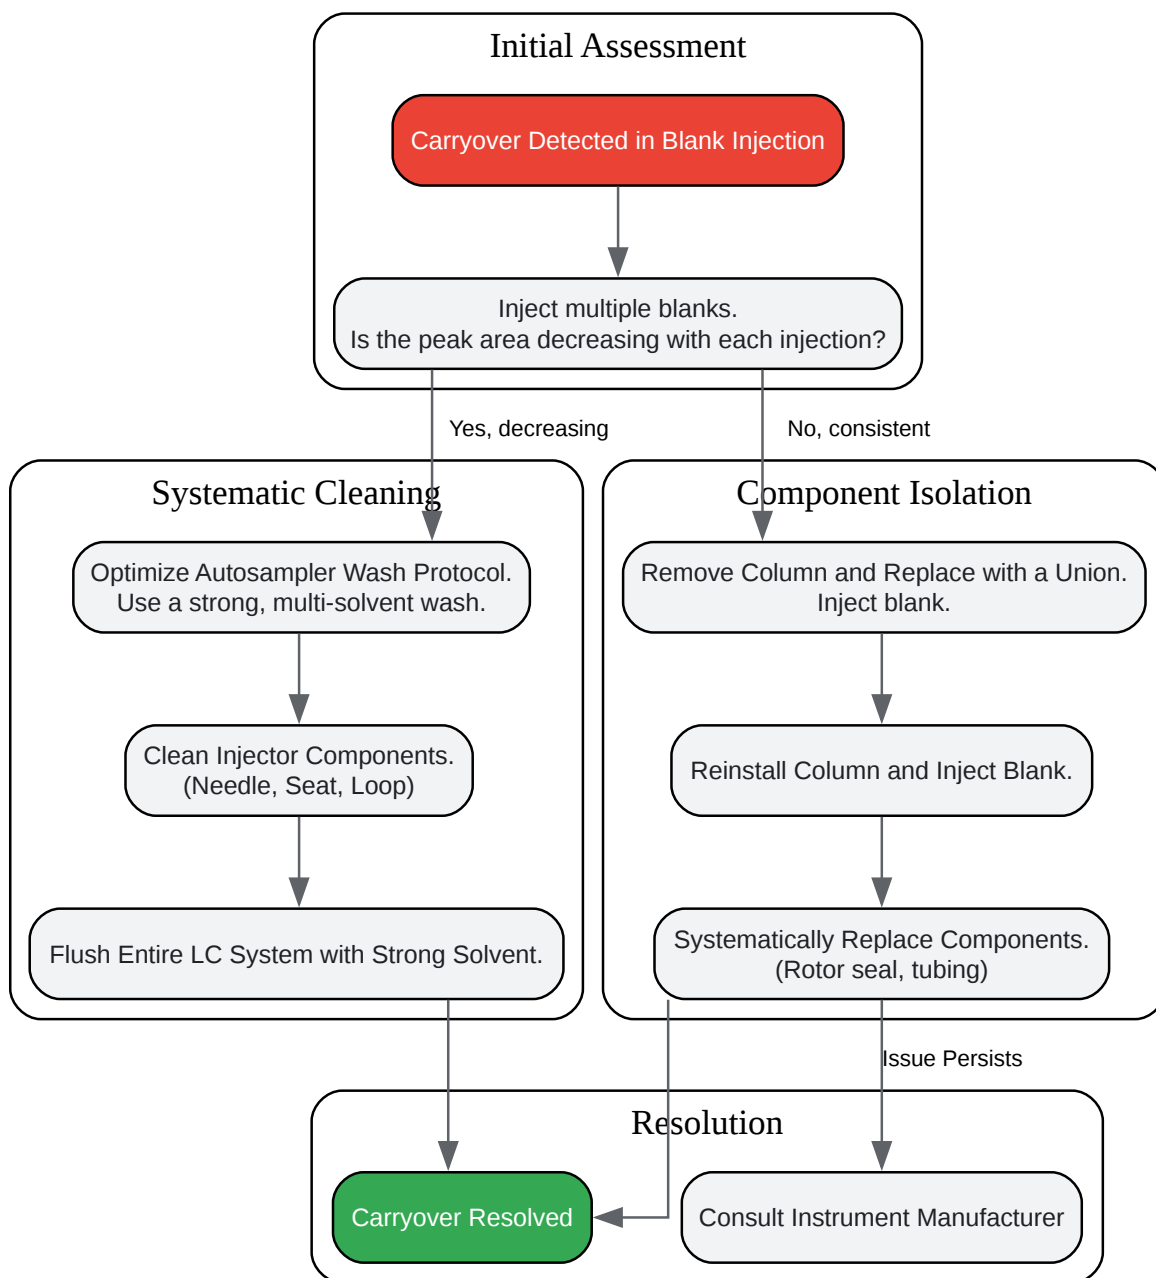 Initial Assessment
Carryover Detected in Blank Injection
Inject multiple blanks.
Is the peak area decreasing with each injection?
Yes, decreasing
No, consistent
Systematic Cleaning
Optimize Autosampler Wash Protocol.
Use a strong, multi-solvent wash.
Clean Injector Components.
(Needle, Seat, Loop)
Flush Entire LC System with Strong Solvent.
Component Isolation
Remove Column and Replace with a Union.
Inject blank.
Reinstall Column and Inject Blank.
Systematically Replace Components.
(Rotor seal, tubing)
Issue Persists
Resolution
Carryover Resolved
Consult Instrument Manufacturer